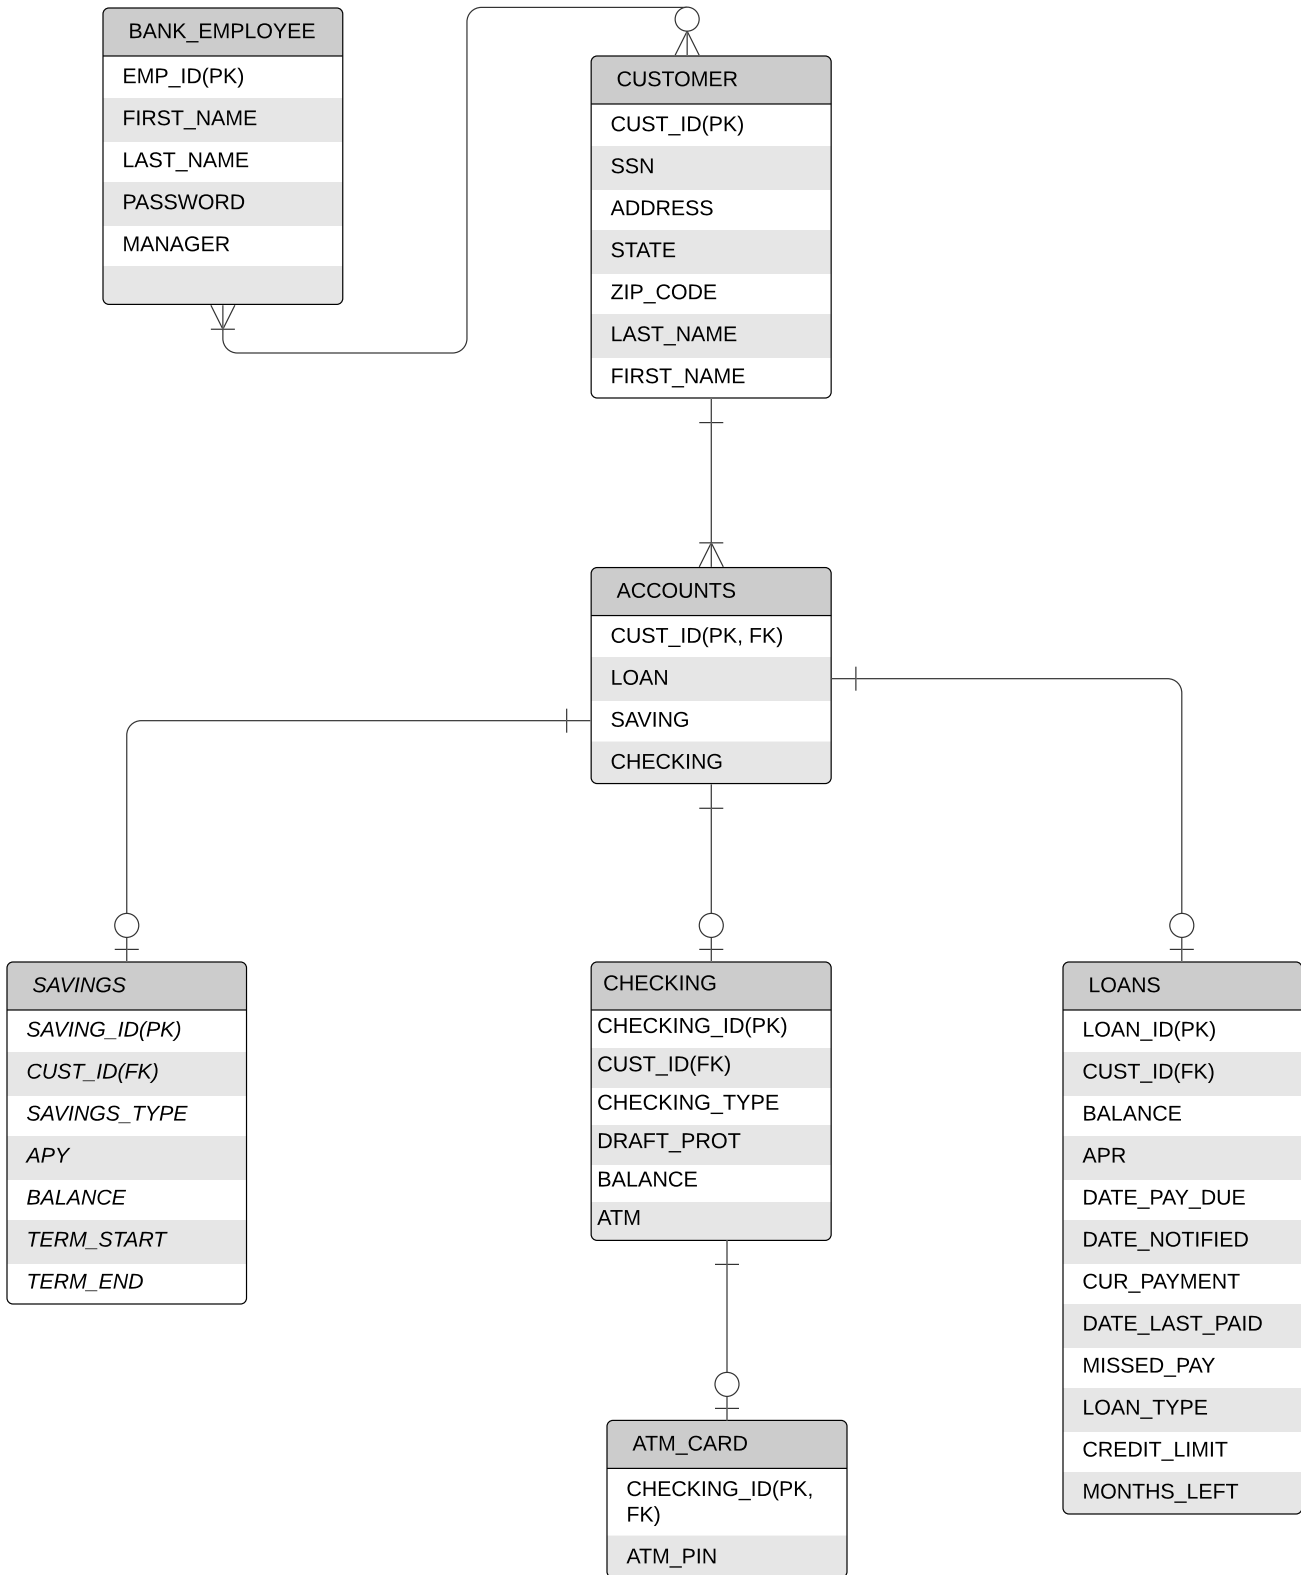 BANK_EMPLOYEE
EMP_ID(PK)
FIRST_NAME
LAST_NAME
PASSWORD
MANAGER
CUSTOMER
CUST_ID(PK)
SSN
ADDRESS
STATE
ZIP_CODE
LAST_NAME
FIRST_NAME
ACCOUNTS
CUST_ID(PK, FK)
LOAN
SAVING
CHECKING
SAVINGS
SAVING_ID(PK)
CUST_ID(FK)
SAVINGS_TYPE
APY
BALANCE
TERM_START
TERM_END
CHECKING
CHECKING_ID(PK)
CUST_ID(FK)
CHECKING_TYPE
DRAFT_PROT
BALANCE
ATM
LOANS
LOAN_ID(PK)
CUST_ID(FK)
BALANCE
APR
DATE_PAY_DUE
DATE_NOTIFIED
CUR_PAYMENT
DATE_LAST_PAID
MISSED_PAY
LOAN_TYPE
CREDIT_LIMIT
MONTHS_LEFT
ATM_CARD
CHECKING_ID(PK,
FK)
ATM_PIN